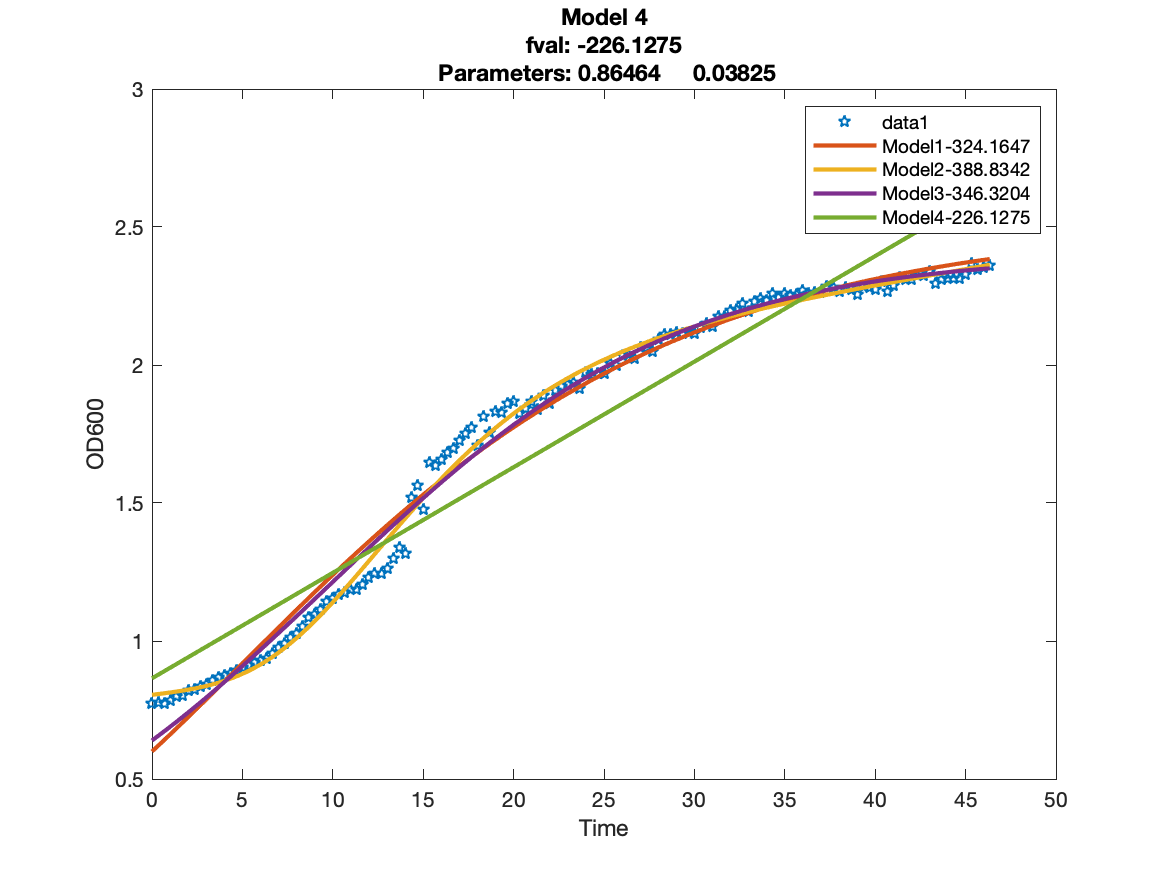 Model 4
fval: -226.1275
Parameters: 0.86464 0.03825
3
2.5
2
1.5
1
0.5
OD600
data1
Model1-324.1647
Model2-388.8342
Model3-346.3204
Model4-226.1275
0 5 10 15 20 25 30 35 40 45 50
Time